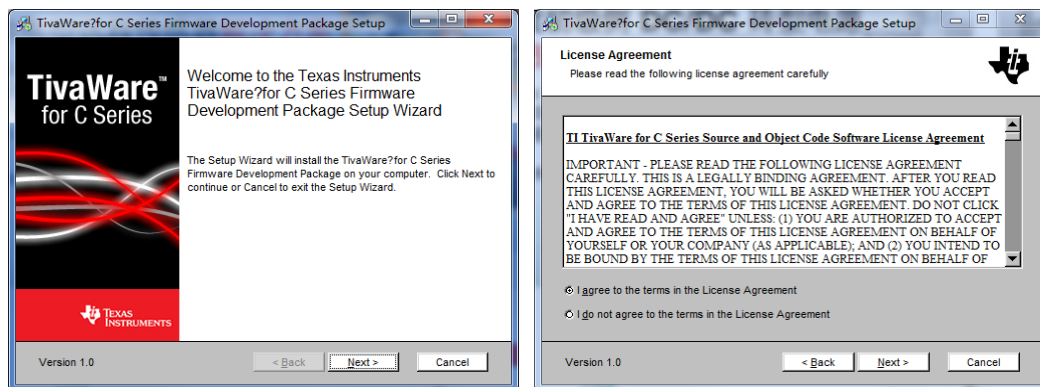 TivaWare?for C Series Firmware Development Package Setup
TivaWare™
for C Series
Welcome to the Texas Instruments
TivaWare?for C Series Firmware
Development Package Setup Wizard
The Setup Wizard will install the TivaWare?for C Series
Firmware Development Package on your computer. Click Next to
continue or Cancel to exit the Setup Wizard.
TEXAS
INSTRUMENTS
Version 1.0
< Back
Next >
Cancel
TivaWare?for C Series Firmware Development Package Setup
License Agreement
Please read the following license agreement carefully
TI TivaWare for C Series Source and Object Code Software License Agreement
IMPORTANT - PLEASE READ THE FOLLOWING LICENSE AGREEMENT
CAREFULLY. THIS IS A LEGALLY BINDING AGREEMENT. AFTER YOU READ
THIS LICENSE AGREEMENT, YOU WILL BE ASKED WHETHER YOU ACCEPT
AND AGREE TO THE TERMS OF THIS LICENSE AGREEMENT. DO NOT CLICK
"I HAVE READ AND AGREE" UNLESS: (1) YOU ARE AUTHORIZED TO ACCEPT
AND AGREE TO THE TERMS OF THIS LICENSE AGREEMENT ON BEHALF OF
YOURSELF OR YOUR COMPANY (AS APPLICABLE); AND (2) YOU INTEND TO
BE BOUND BY THE TERMS OF THIS LICENSE AGREEMENT ON BEHALF OF
I agree to the terms in the License Agreement
I do not agree to the terms in the License Agreement
Version 1.0
< Back
Next >
Cancel